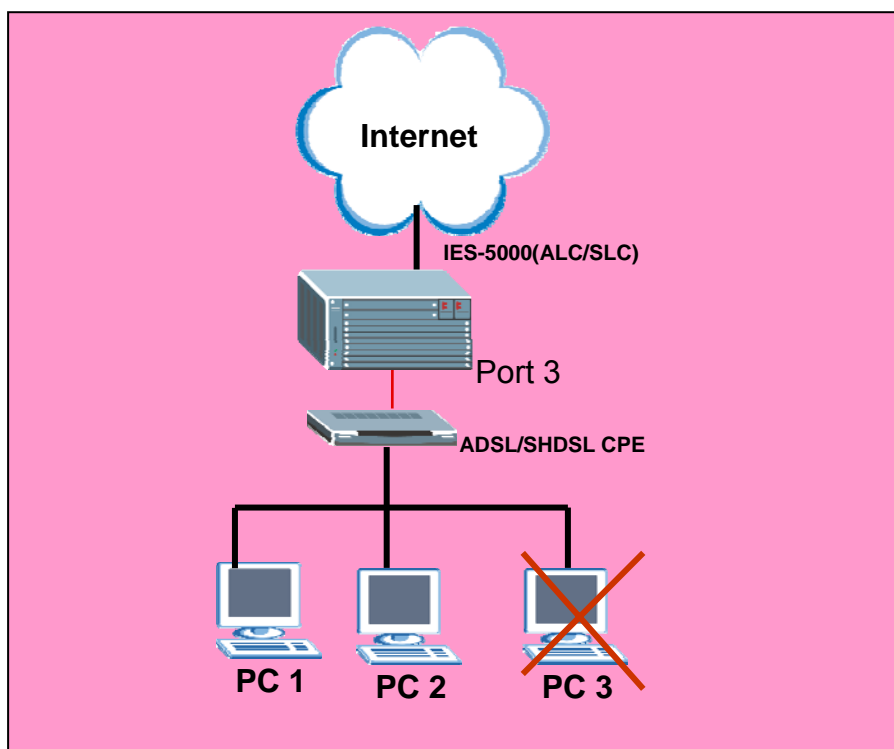 Internet
IES-5000(ALC/SLC)
Port 3
ADSL/SHDSL CPE
PC 1
PC 2
PC 3